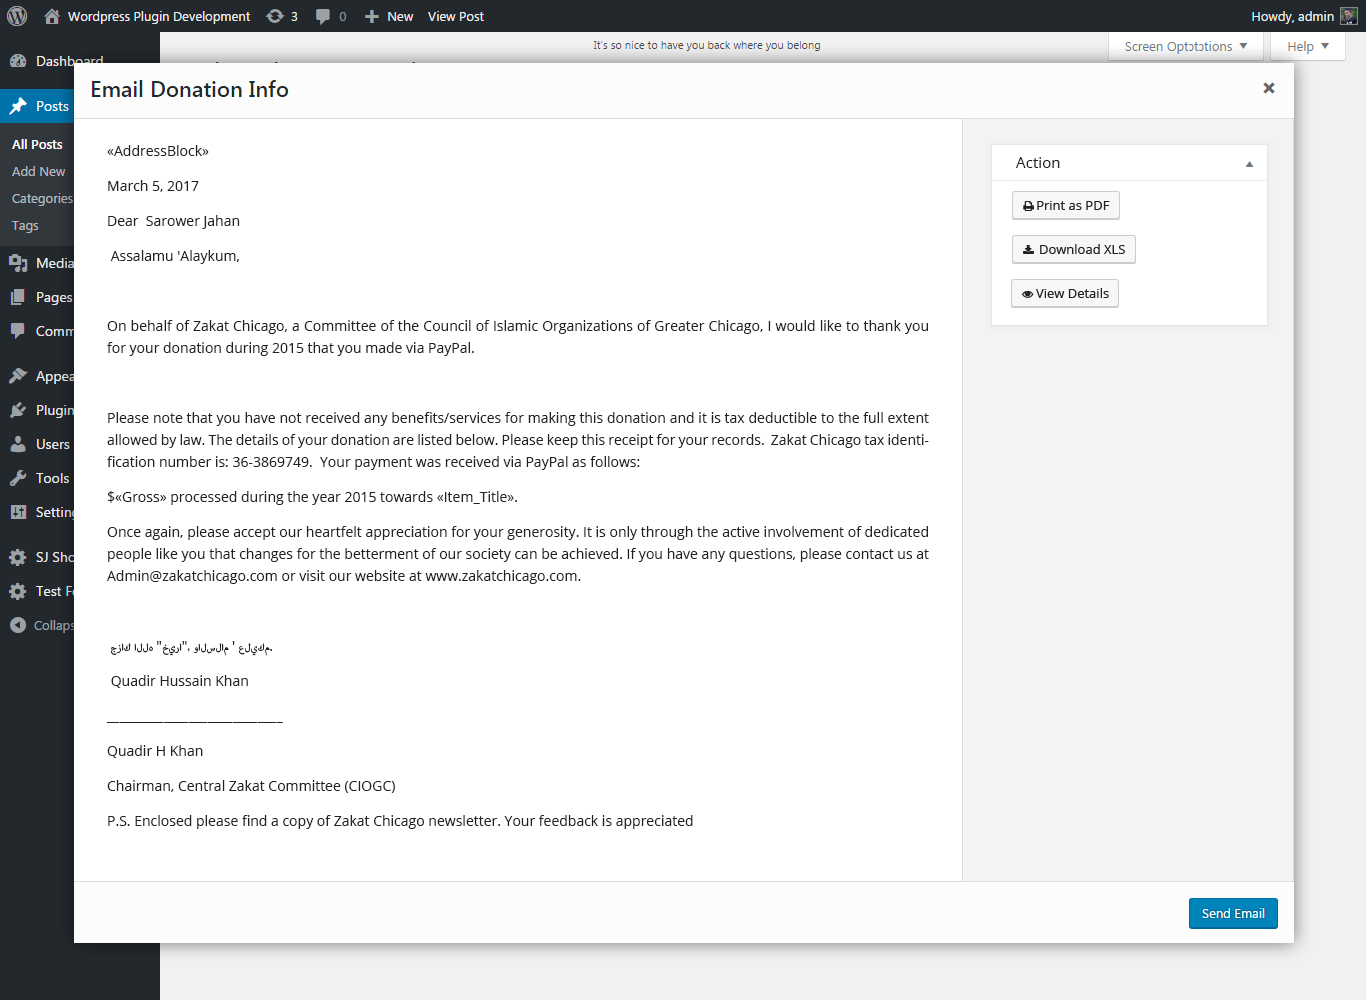 Wordpress Plugin Development 3 0 New View Post Howdy, admin
It's so nice to have you back where you belong
Screen Optotions Help
Dashboard
Posts
All Posts
Add New
Categories
Tags
Media
Pages
Comm
Appea
Plugin
Users
Tools
Setting
SJ Sho
Test Fe
Collaps
Email Donation Info
«AddressBlock»
March 5, 2017
Dear  Sarower Jahan
Assalamu 'Alaykum,
On behalf of Zakat Chicago, a Committee of the Council of Islamic Organizations of Greater Chicago, I would like to thank you
for your donation during 2015 that you made via PayPal.
Please note that you have not received any benefits/services for making this donation and it is tax deductible to the full extent
allowed by law. The details of your donation are listed below. Please keep this receipt for your records.  Zakat Chicago tax identi-
fication number is: 36-3869749.  Your payment was received via PayPal as follows:
$«Gross» processed during the year 2015 towards «Item_Title».
Once again, please accept our heartfelt appreciation for your generosity. It is only through the active involvement of dedicated
people like you that changes for the betterment of our society can be achieved. If you have any questions, please contact us at
Admin@zakatchicago.com or visit our website at www.zakatchicago.com.
كازج هللا "اريخ"، مالسلاو ' مكيلع.
Quadir Hussain Khan
_________________________
Quadir H Khan
Chairman, Central Zakat Committee (CIOGC)
P.S. Enclosed please find a copy of Zakat Chicago newsletter. Your feedback is appreciated
Action
Print as PDF
Download XLS
View Details
Send Email